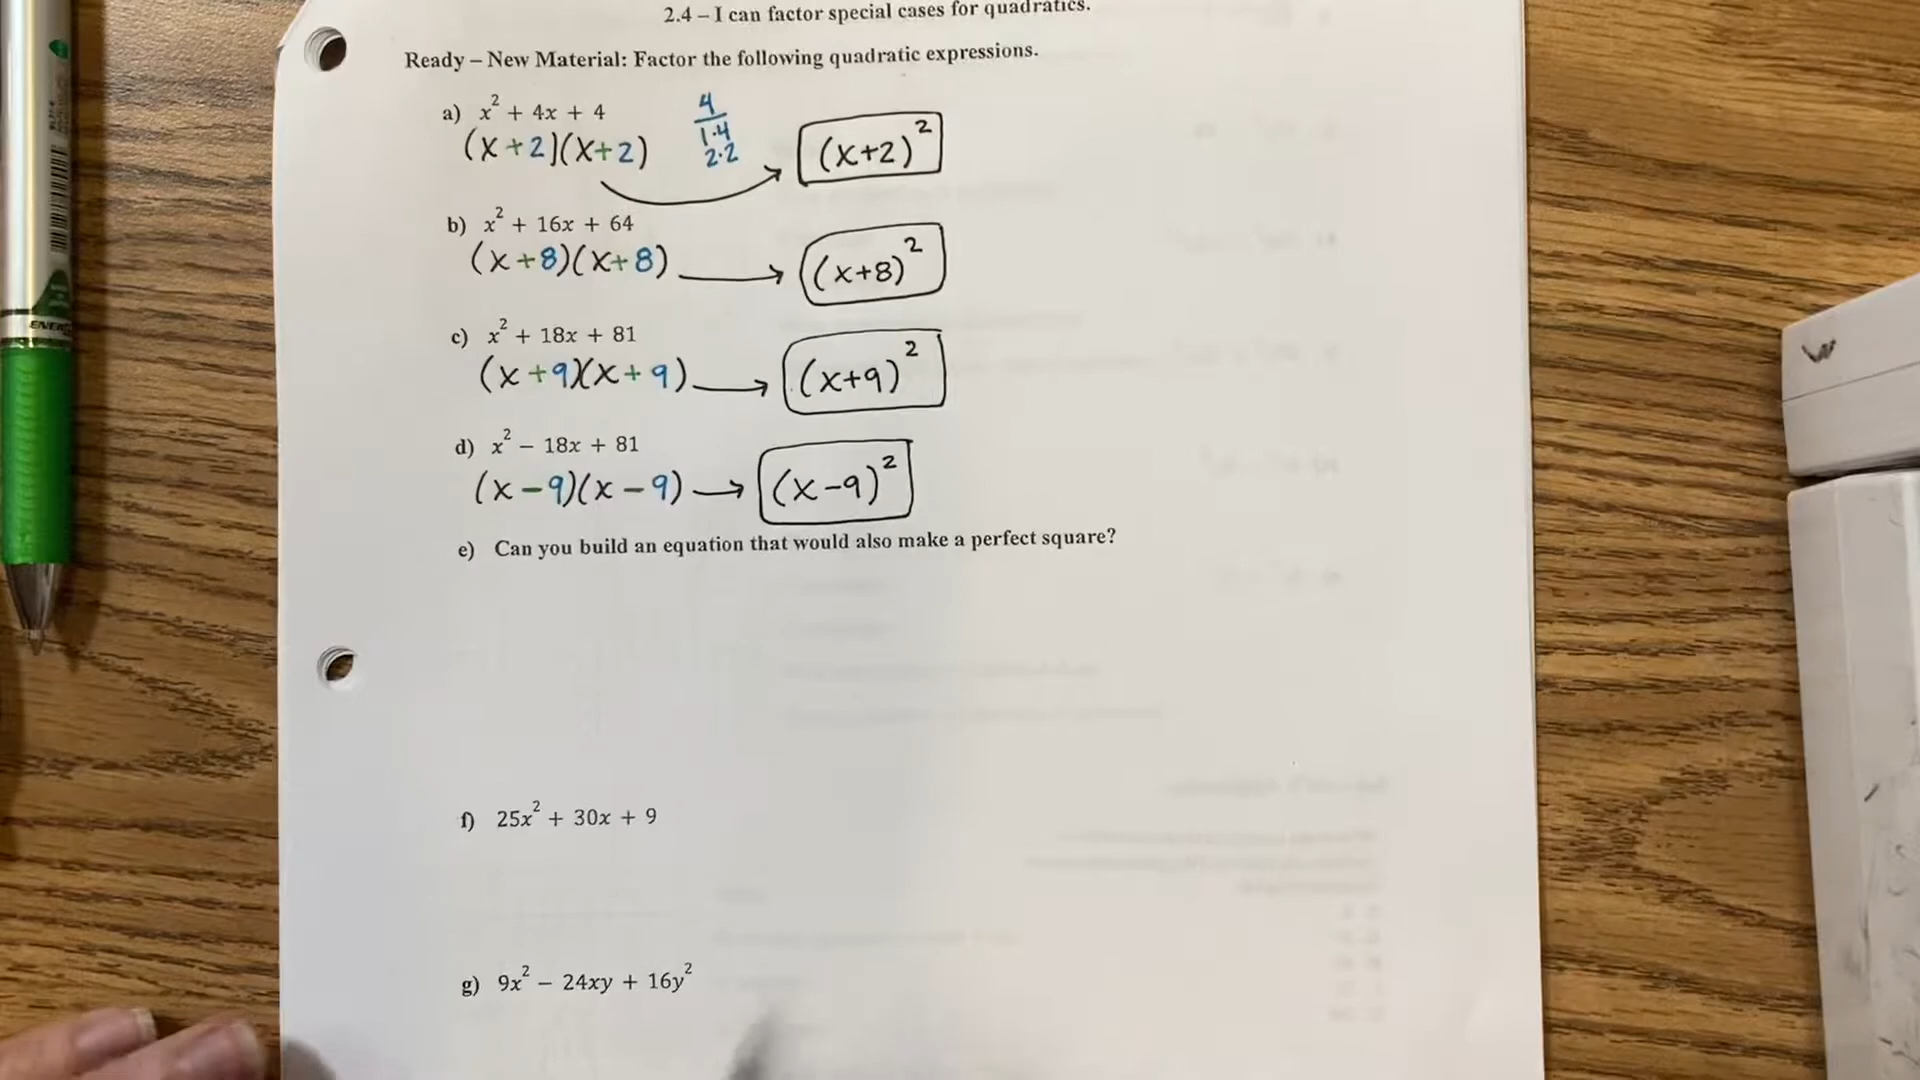 2.4 – I can factor special cases for quadratics.
Ready – New Material: Factor the following quadratic expressions.
a) x² + 4x + 4
4
1·4
2·2
(x+2)(x+2)
(x+2)²
b) x² + 16x + 64
(x+8)(x+8)
(x+8)²
c) x² + 18x + 81
(x+9)(x+9)
(x+9)²
d) x² – 18x + 81
(x-9)(x-9)
(x-9)²
e) Can you build an equation that would also make a perfect square?
f) 25x² + 30x + 9
g) 9x² – 24xy + 16y²